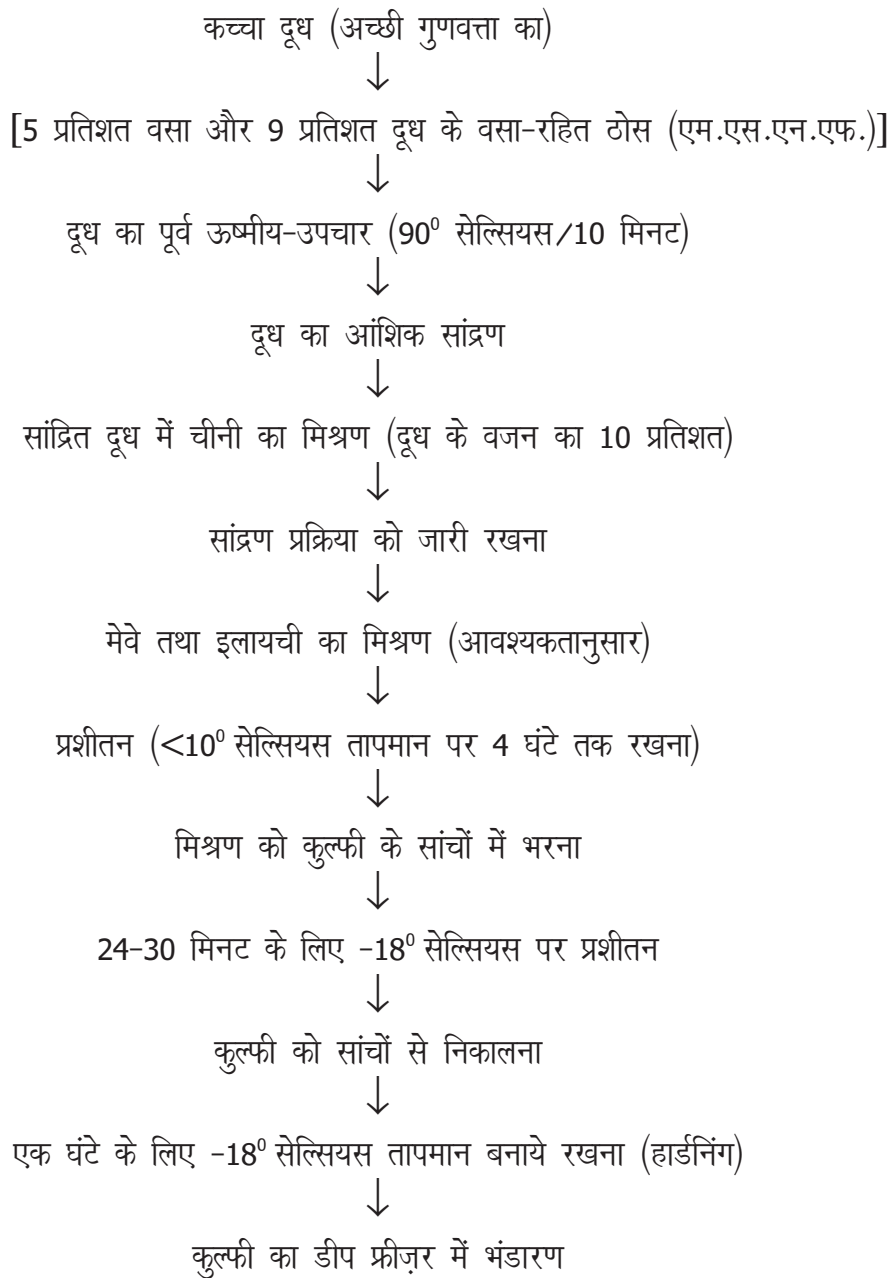 कच्चा दूध (अच्छी गुणवत्ता का)
↓
[5 प्रतिशत वसा और 9 प्रतिशत दूध के वसा-रहित ठोस (एम.एस.एन.एफ.)]
↓
दूध का पूर्व ऊष्मीय-उपचार (90⁰ सेल्सियस/10 मिनट)
↓
दूध का आंशिक सांद्रण
↓
सांद्रित दूध में चीनी का मिश्रण (दूध के वजन का 10 प्रतिशत)
↓
सांद्रण प्रक्रिया को जारी रखना
↓
मेवे तथा इलायची का मिश्रण (आवश्यकतानुसार)
↓
प्रशीतन (<10⁰ सेल्सियस तापमान पर 4 घंटे तक रखना)
↓
मिश्रण को कुल्फी के सांचों में भरना
↓
24-30 मिनट के लिए -18⁰ सेल्सियस पर प्रशीतन
↓
कुल्फी को सांचों से निकालना
↓
एक घंटे के लिए -18⁰ सेल्सियस तापमान बनाये रखना (हार्डनिंग)
↓
कुल्फी का डीप फ्रीज़र में भंडारण